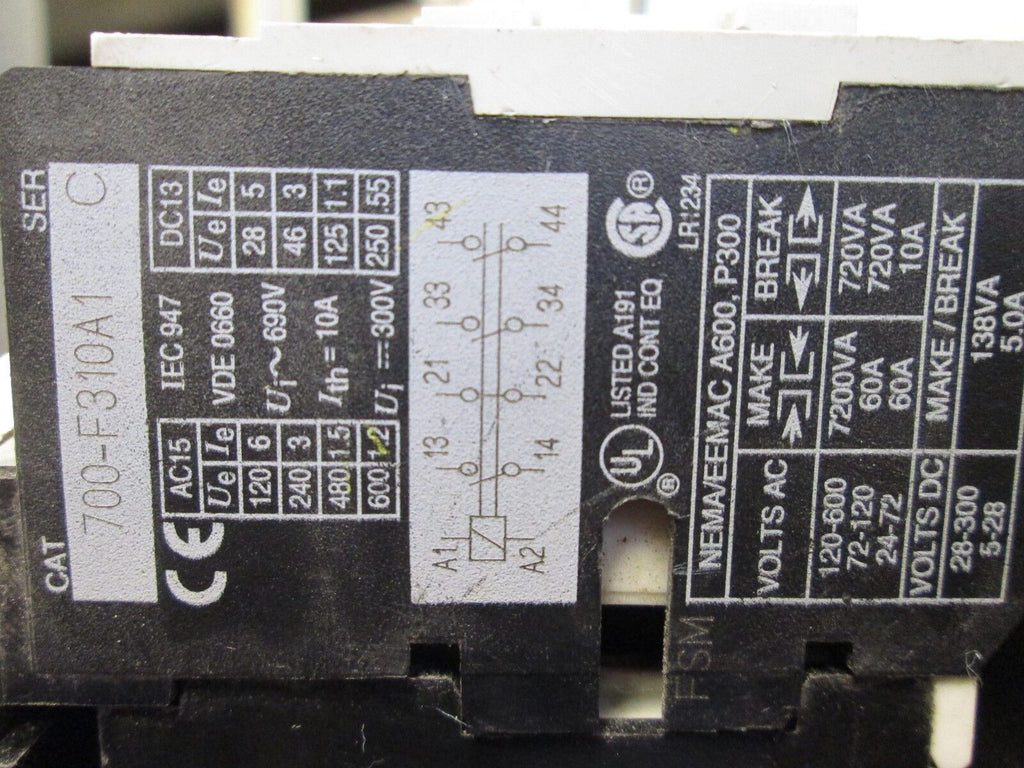 CAT 700-F310A1 SER C
CE
AC15
Ue Ie
120 6
240 3
480 1.5
600 1.2
IEC 947
VDE 0660
Ui ~ 690V
Ith = 10A
Ui ⎓ 300V
DC13
Ue Ie
28 5
46 3
125 1.1
250 .55
A1 13 21 33 43
A2 14 22 34 44
UL LISTED A191
IND CONT EQ
SA ®
LR1234
NEMA/EEMAC A600, P300
VOLTS AC MAKE BREAK
120-600 7200VA 720VA
72-120 60A 720VA
24-72 60A 10A
VOLTS DC MAKE / BREAK
28-300 138VA
5-28 5.0A